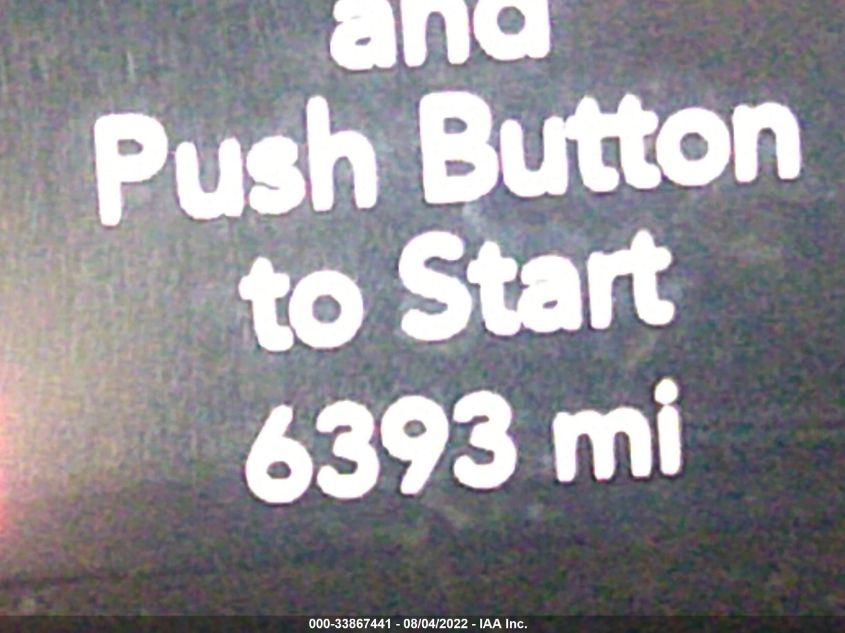 and
Push Button
to Start
6393 mi
000-33867441 - 08/04/2022 - IAA Inc.